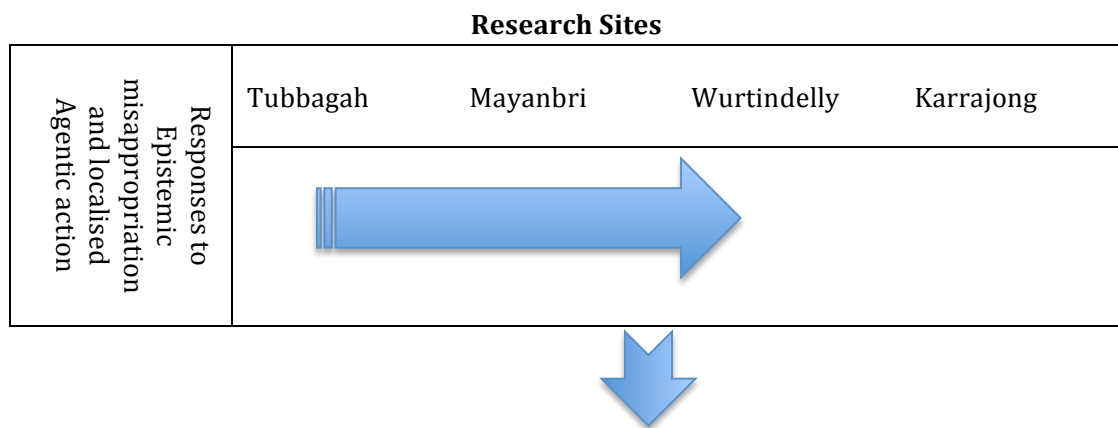 Research Sites
Responses to
Epistemic
misappropriation
and localised
Agentic action
Tubbagah Mayanbri Wurtindelly Karrajong